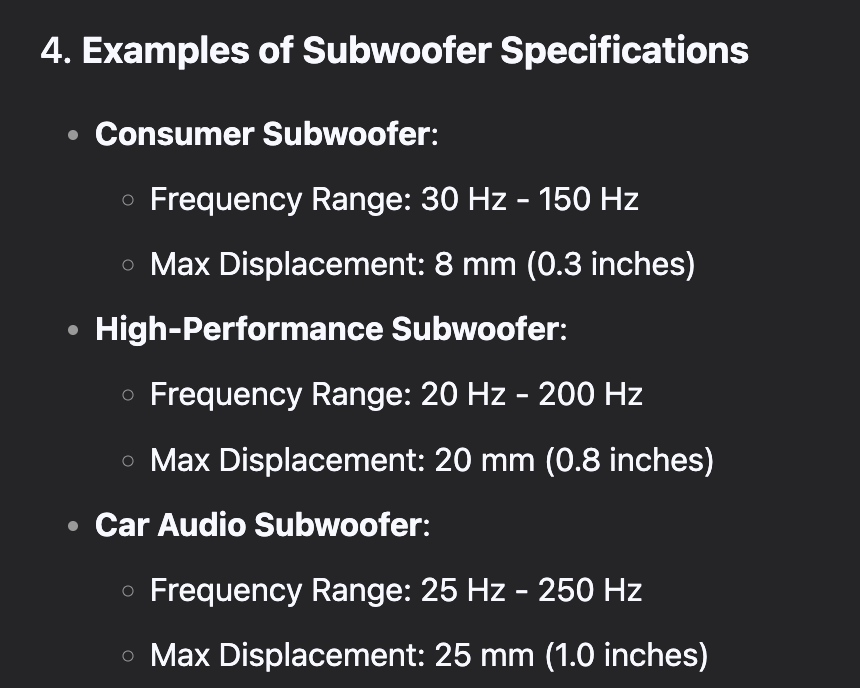 4. Examples of Subwoofer Specifications
• Consumer Subwoofer:
○ Frequency Range: 30 Hz - 150 Hz
○ Max Displacement: 8 mm (0.3 inches)
• High-Performance Subwoofer:
○ Frequency Range: 20 Hz - 200 Hz
○ Max Displacement: 20 mm (0.8 inches)
• Car Audio Subwoofer:
○ Frequency Range: 25 Hz - 250 Hz
○ Max Displacement: 25 mm (1.0 inches)